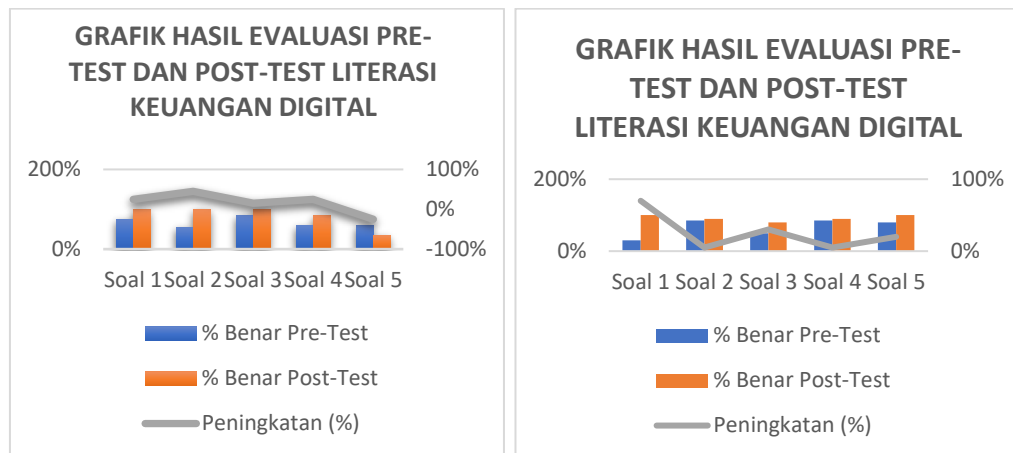 GRAFIK HASIL EVALUASI PRE-
TEST DAN POST-TEST LITERASI
KEUANGAN DIGITAL
200%
0%
100%
0%
-100%
Soal 1 Soal 2 Soal 3 Soal 4 Soal 5
% Benar Pre-Test
% Benar Post-Test
Peningkatan (%)
GRAFIK HASIL EVALUASI PRE-
TEST DAN POST-TEST
LITERASI KEUANGAN DIGITAL
200%
0%
100%
0%
Soal 1 Soal 2 Soal 3 Soal 4 Soal 5
% Benar Pre-Test
% Benar Post-Test
Peningkatan (%)